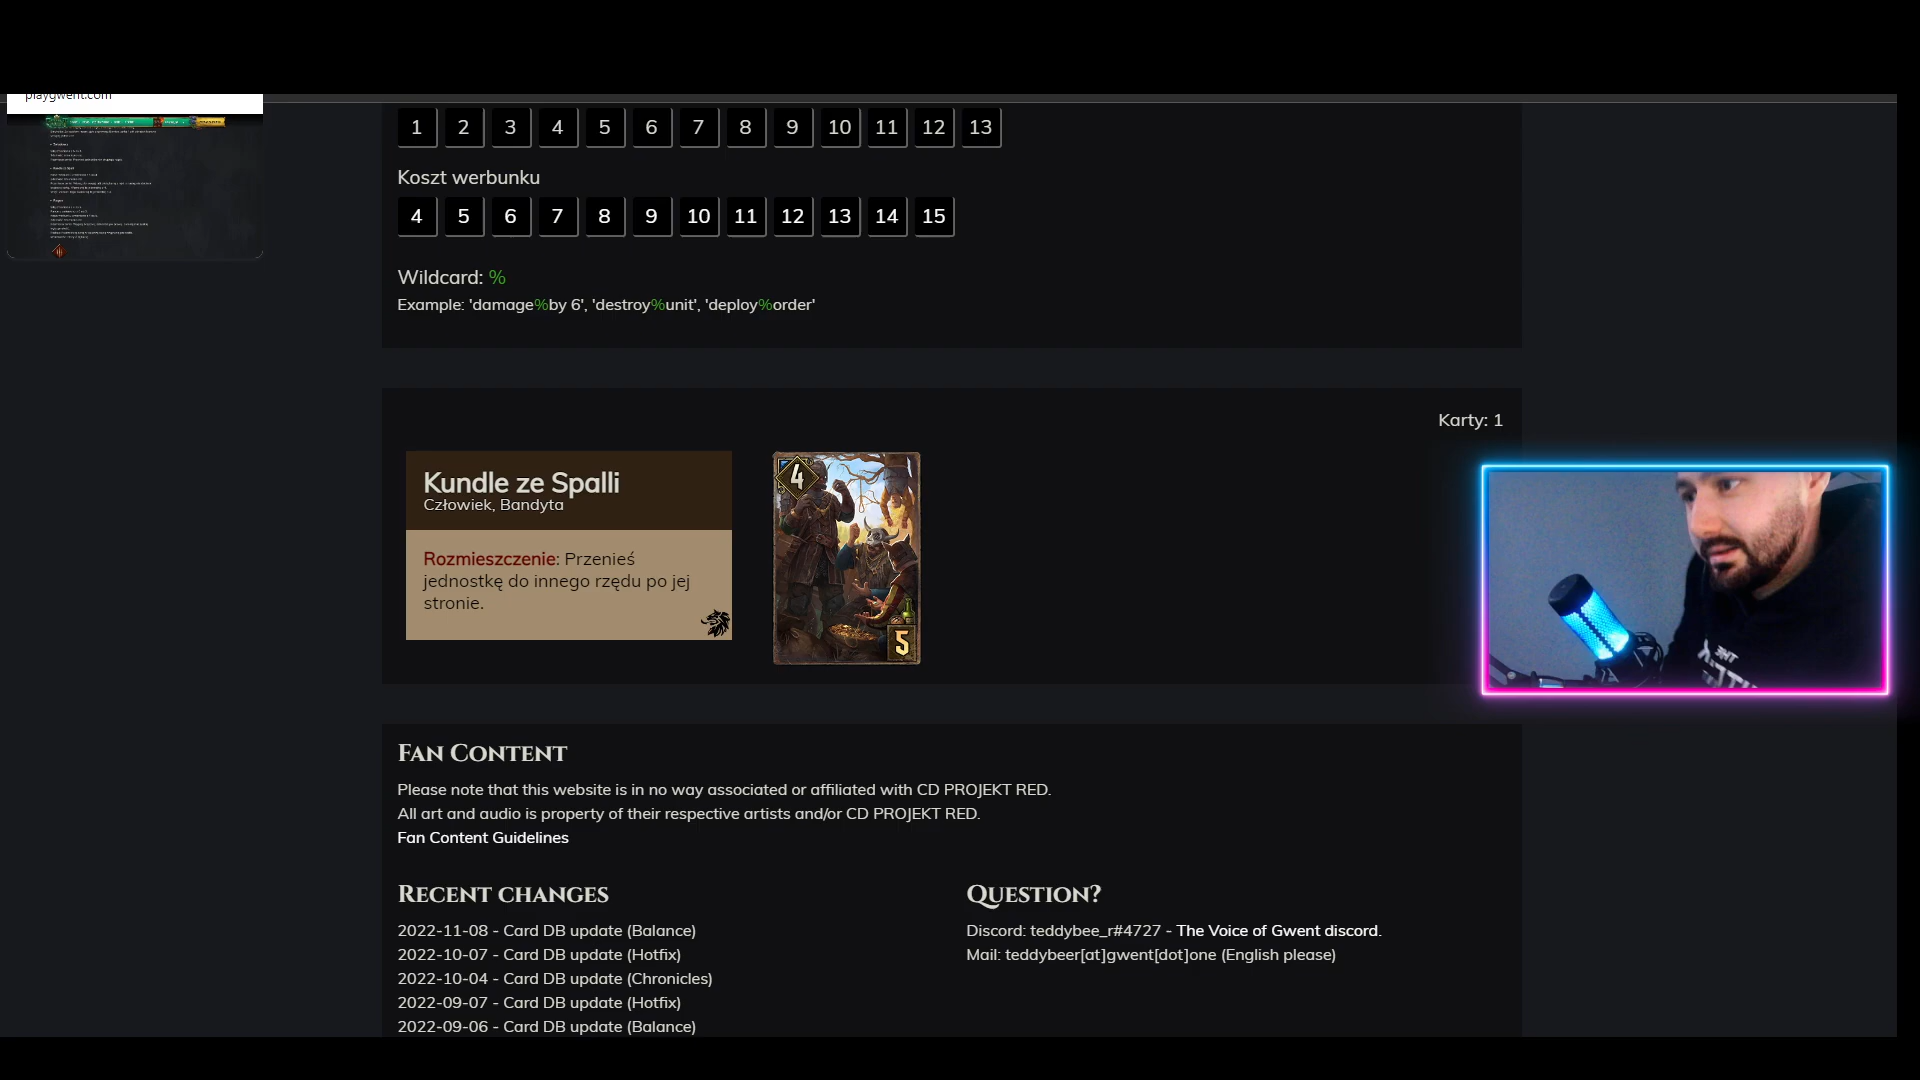 playgwent.com
1 2 3 4 5 6 7 8 9 10 11 12 13
Koszt werbunku
4 5 6 7 8 9 10 11 12 13 14 15
Wildcard: %
Example: 'damage%by 6', 'destroy%unit', 'deploy%order'
Karty: 1
Kundle ze Spalli
Człowiek, Bandyta
Rozmieszczenie: Przenieś
jednostkę do innego rzędu po jej
stronie.
4
5
Fan Content
Please note that this website is in no way associated or affiliated with CD PROJEKT RED.
All art and audio is property of their respective artists and/or CD PROJEKT RED.
Fan Content Guidelines
Recent changes
2022-11-08 - Card DB update (Balance)
2022-10-07 - Card DB update (Hotfix)
2022-10-04 - Card DB update (Chronicles)
2022-09-07 - Card DB update (Hotfix)
2022-09-06 - Card DB update (Balance)
Question?
Discord: teddybee_r#4727 - The Voice of Gwent discord.
Mail: teddybeer[at]gwent[dot]one (English please)